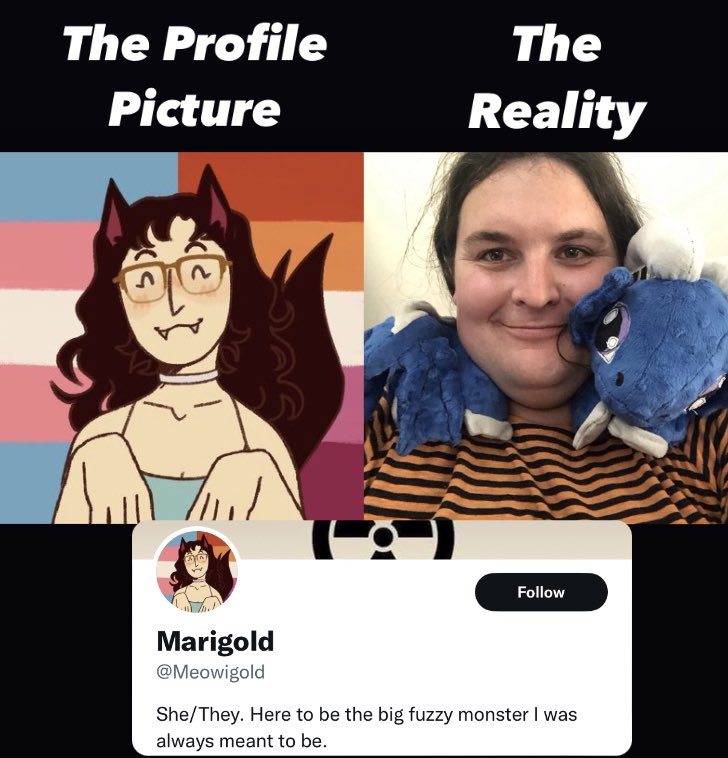 The Profile
Picture
The
Reality
Follow
Marigold
@Meowigold
She/They. Here to be the big fuzzy monster I was
always meant to be.